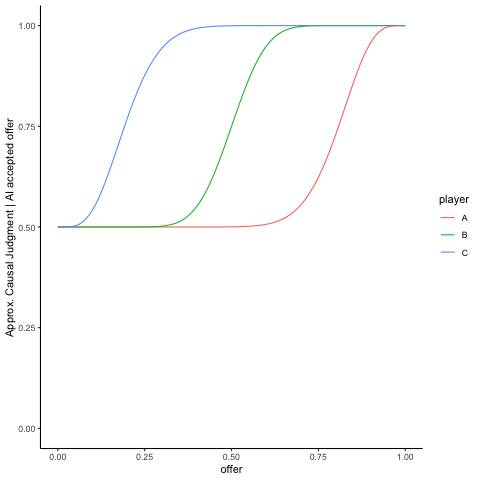 Approx. Causal Judgment | AI accepted offer
1.00
0.75
0.50
0.25
0.00
0.00 0.25 0.50 0.75 1.00
offer
player
A
B
C